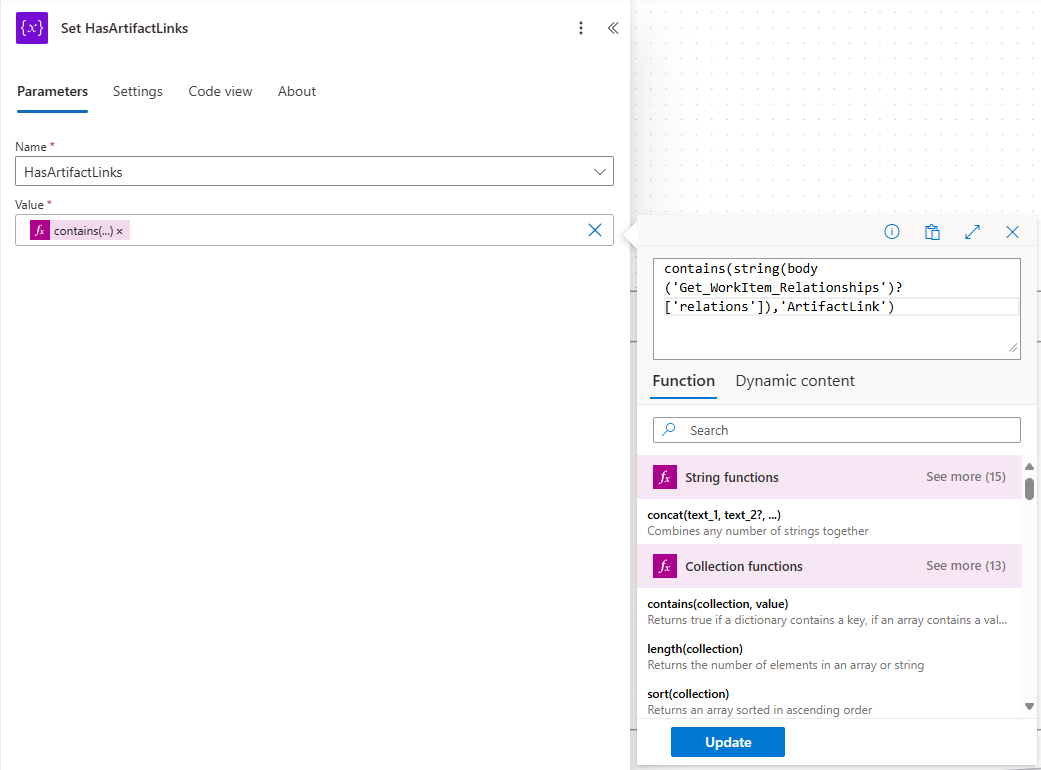 {x} Set HasArtifactLinks
Parameters Settings Code view About
Name *
HasArtifactLinks
Value *
fx contains(...) ×
contains(string(body
('Get_WorkItem_Relationships')?
['relations']),'ArtifactLink')
Function Dynamic content
Search
fx String functions See more (15)
concat(text_1, text_2?, ...)
Combines any number of strings together
fx Collection functions See more (13)
contains(collection, value)
Returns true if a dictionary contains a key, if an array contains a val...
length(collection)
Returns the number of elements in an array or string
sort(collection)
Returns an array sorted in ascending order
Update